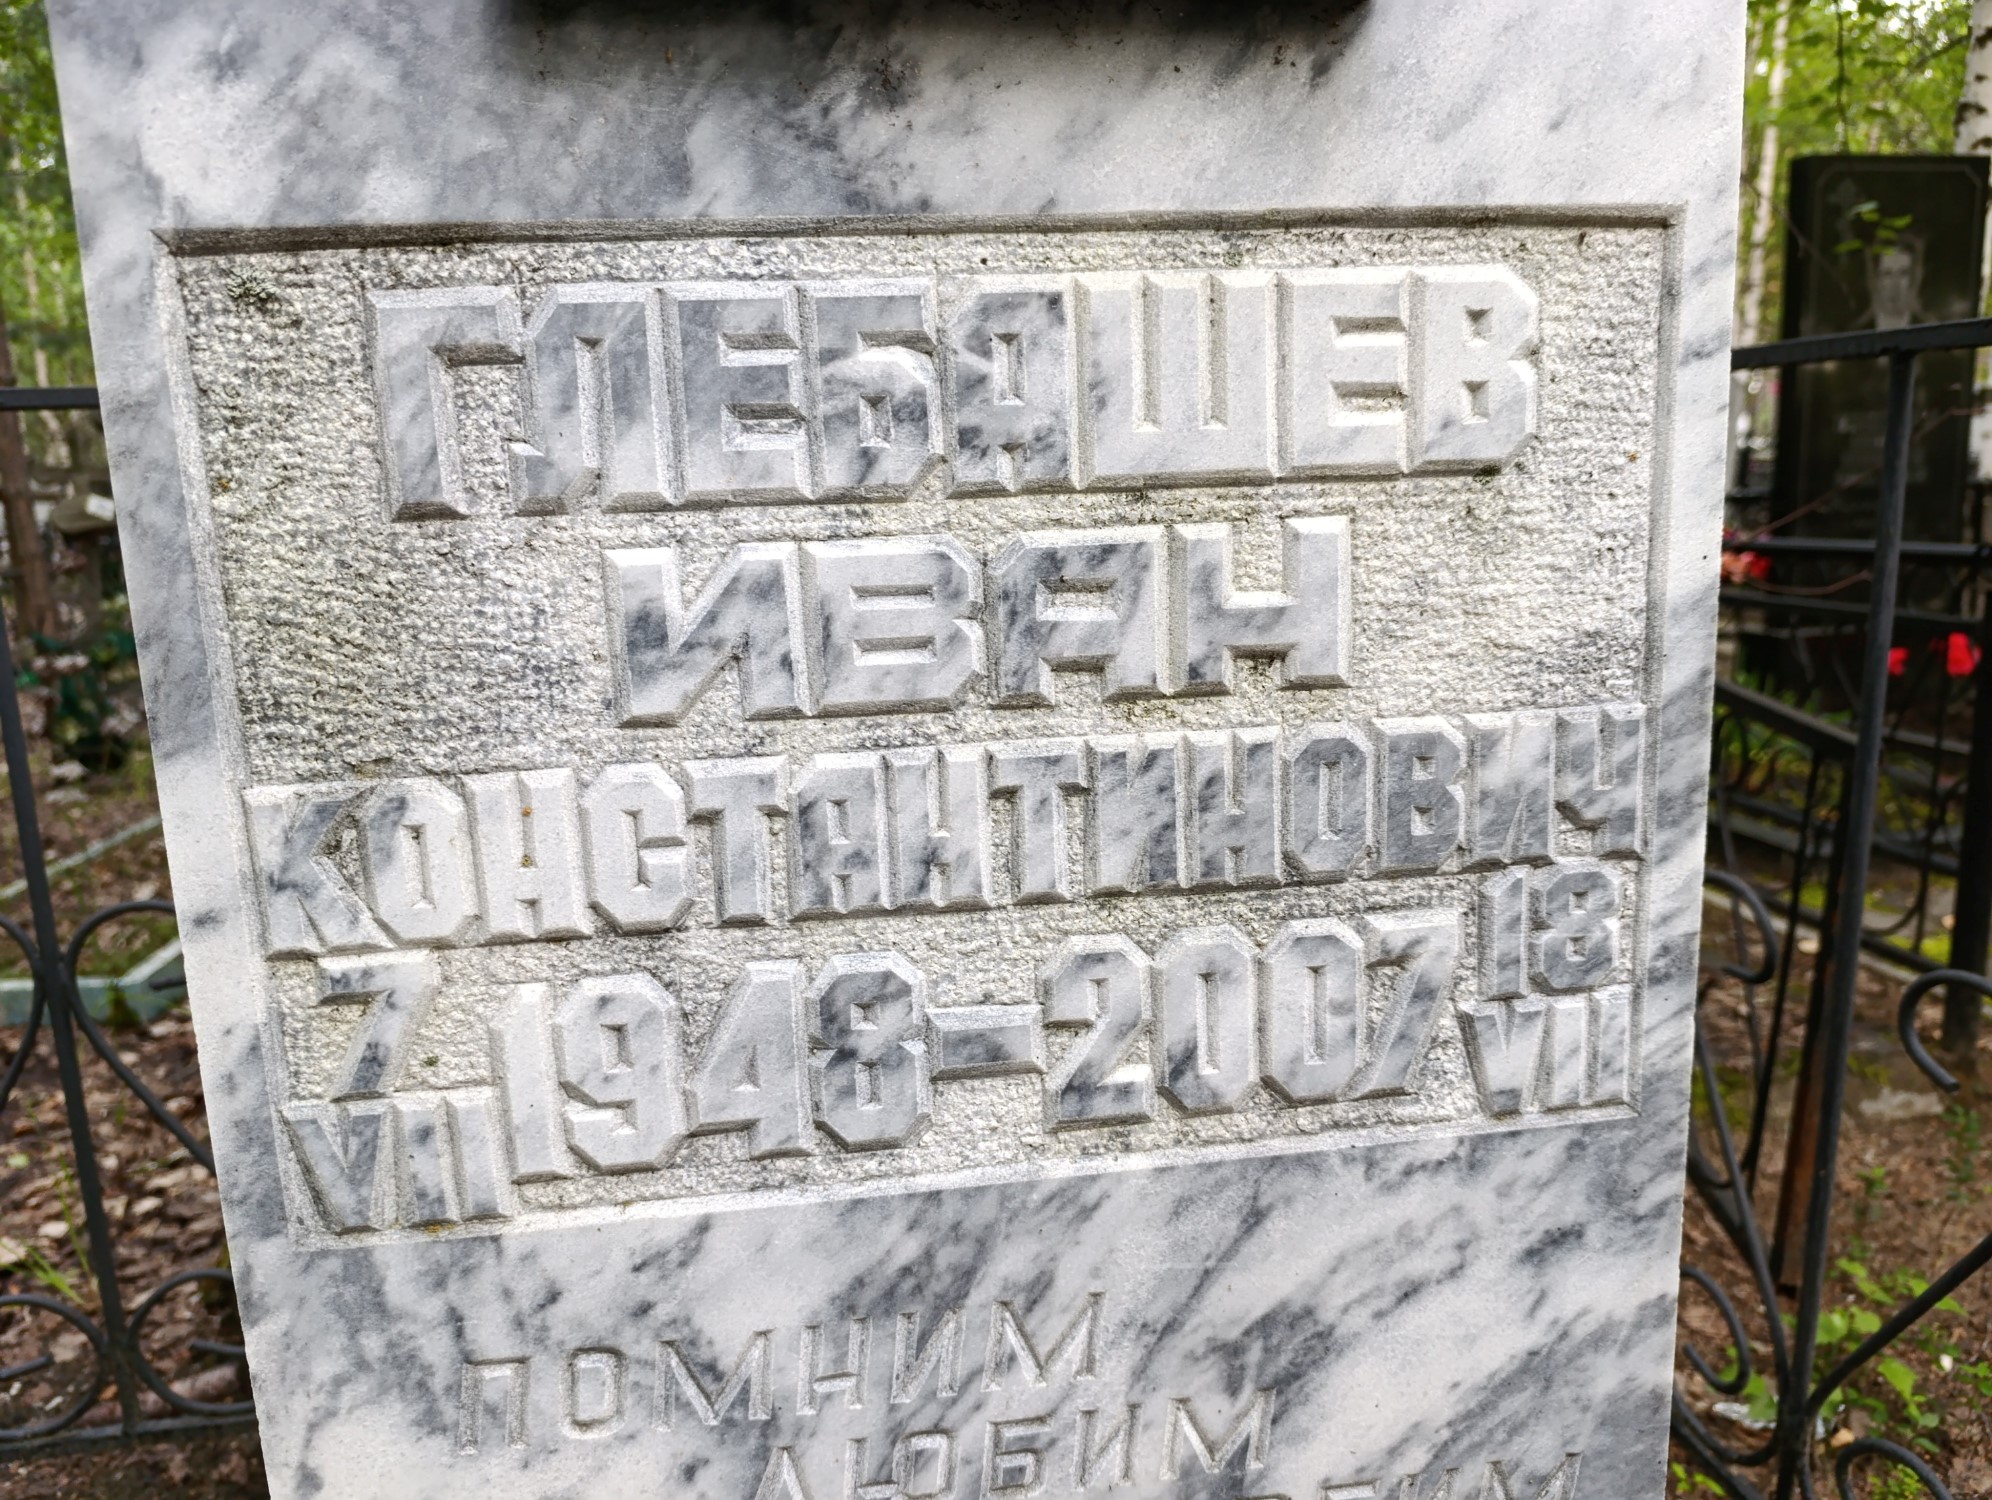 ГЛЕБАШЕВ
ИВАН
КОНСТАНТИНОВИЧ
7 1948-2007 18
VII VII
ПОМНИМ
ЛЮБИМ